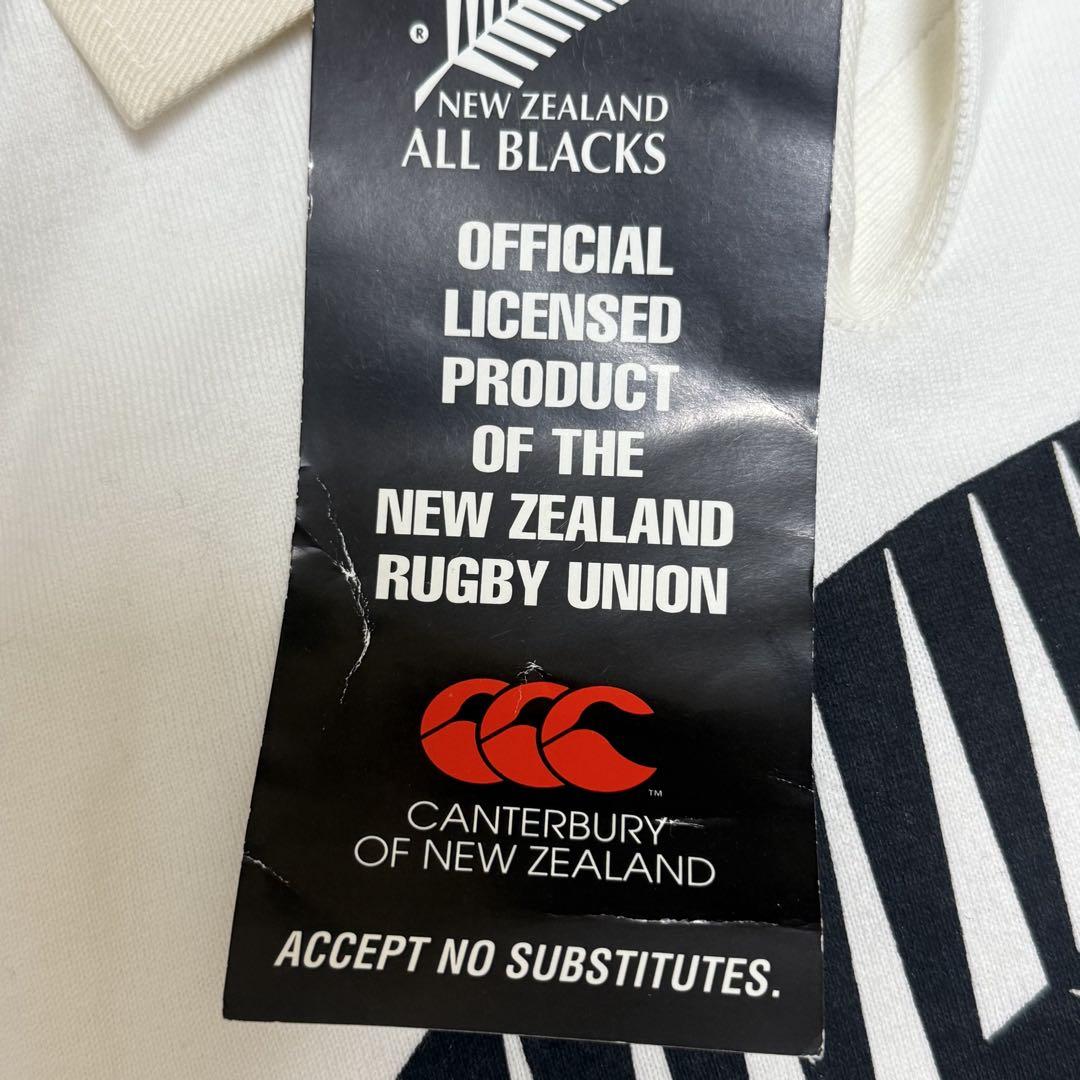 ®
NEW ZEALAND
ALL BLACKS
OFFICIAL
LICENSED
PRODUCT
OF THE
NEW ZEALAND
RUGBY UNION
TM
CANTERBURY
OF NEW ZEALAND
ACCEPT NO SUBSTITUTES.